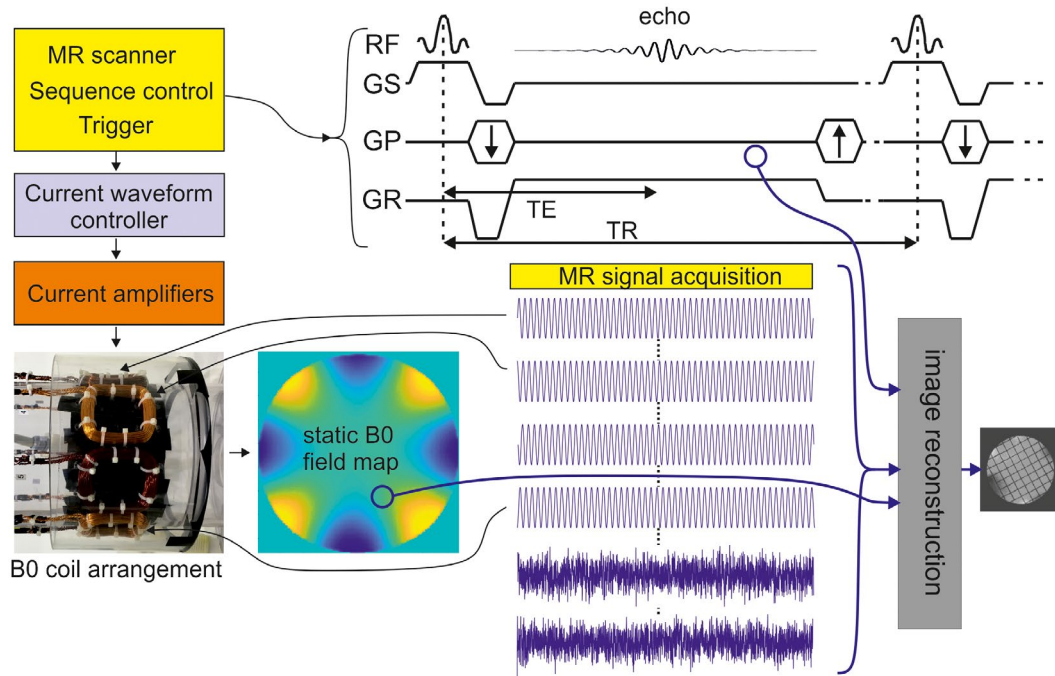 MR scanner
Sequence control
Trigger
Current waveform
controller
Current amplifiers
B0 coil arrangement
static B0
field map
echo
RF
GS
GP
GR
TE
TR
MR signal acquisition
image reconstruction